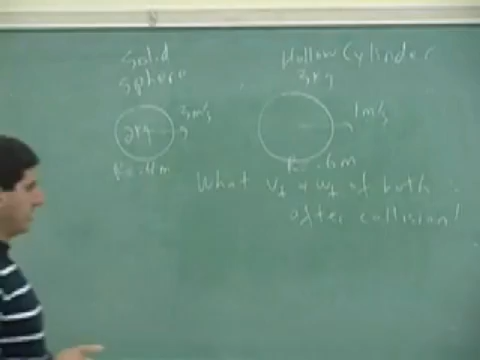 Solid
sphere
2kg
3m/s
R= .4m
Hollow Cylinder
3kg
1m/s
R= .6m
What vf & wf of both
after collision!